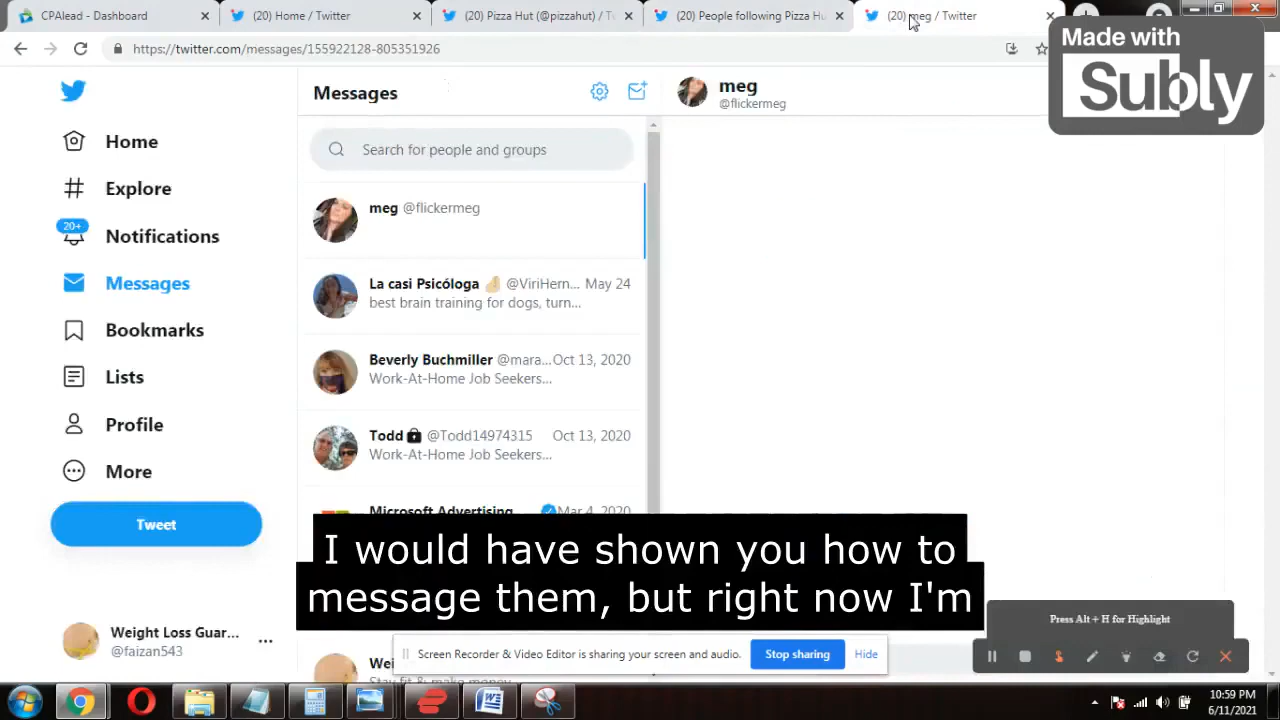 CPAlead - Dashboard
(20) Home / Twitter
(20) Pizza Hut (@pizzahut) / T
(20) People following Pizza Hu
(20) meg / Twitter
https://twitter.com/messages/155922128-805351926
Made with
Subly
Home
Explore
20+
Notifications
Messages
Bookmarks
Lists
Profile
More
Tweet
Weight Loss Guar...
@faizan543
Messages
Search for people and groups
meg @flickermeg
La casi Psicóloga @ViriHern... May 24
best brain training for dogs, turn...
Beverly Buchmiller @mara... Oct 13, 2020
Work-At-Home Job Seekers...
Todd @Todd14974315 Oct 13, 2020
Work-At-Home Job Seekers...
Microsoft Advertising Mar 4, 2020
meg
@flickermeg
I would have shown you how to
message them, but right now I'm
Press Alt + H for Highlight
Screen Recorder & Video Editor is sharing your screen and audio.
Stop sharing
Hide
10:59 PM
6/11/2021